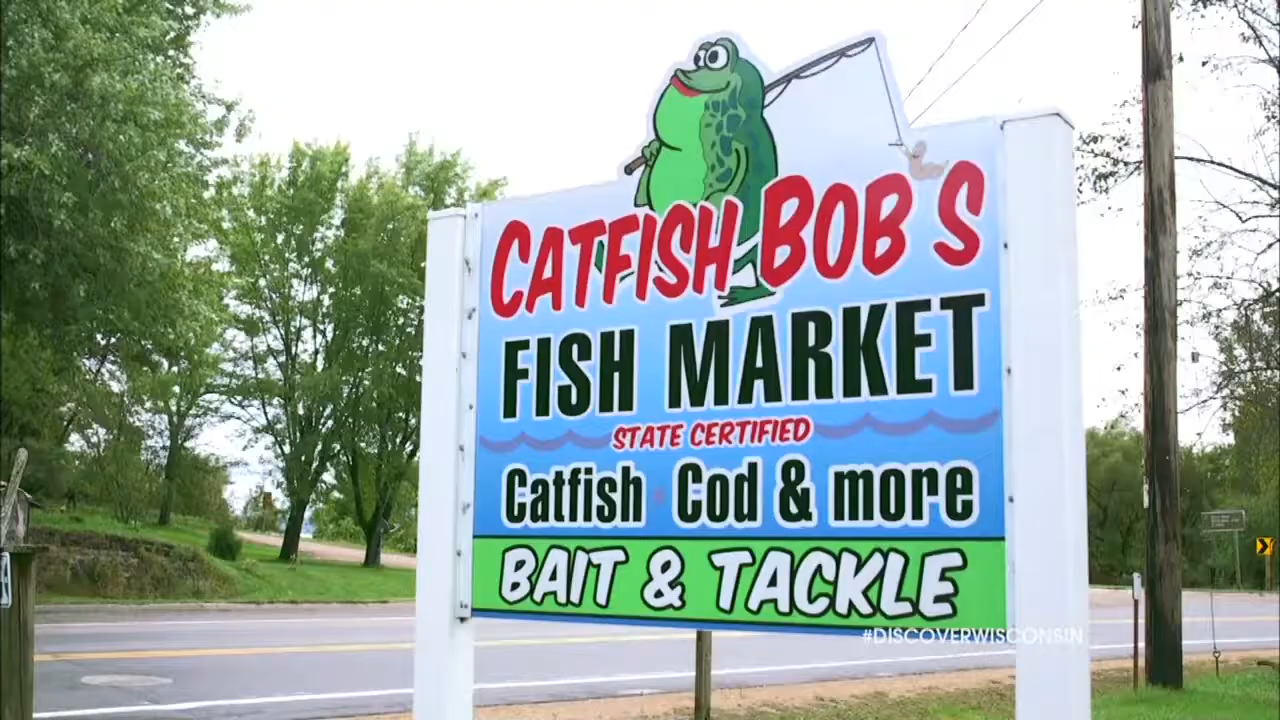 CATFISH BOB'S
FISH MARKET
STATE CERTIFIED
Catfish · Cod & more
BAIT & TACKLE
#DISCOVERWISCONSIN